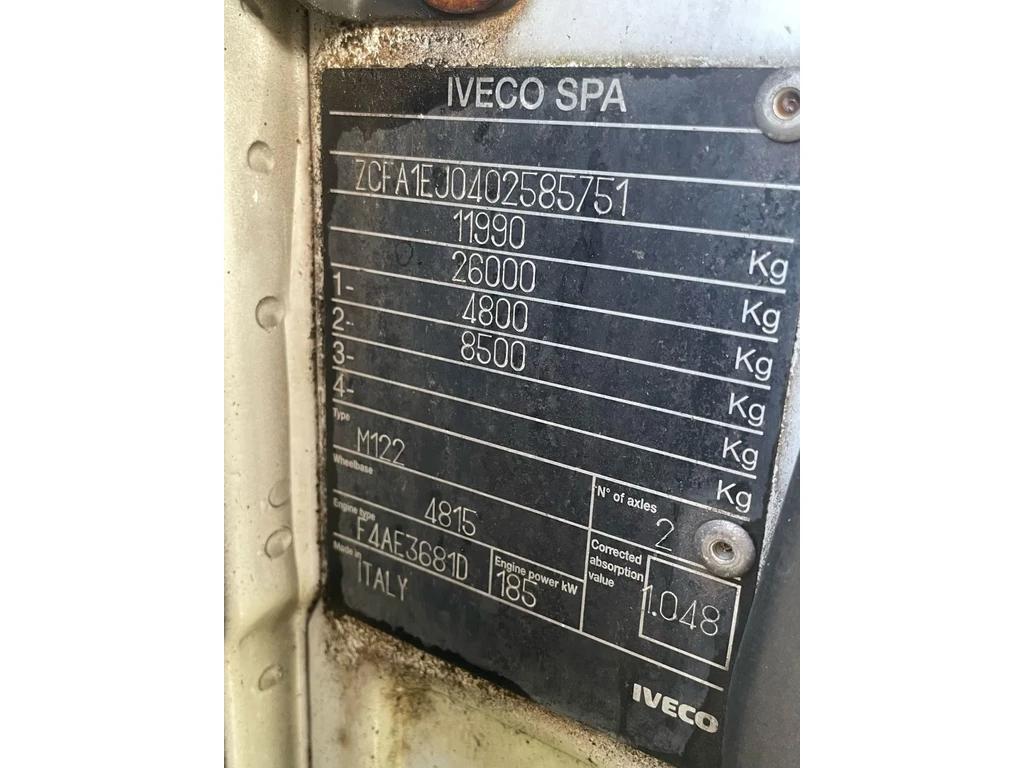 IVECO SPA
ZCFA1EJ0402585751
11990 Kg
26000 Kg
1- 4800 Kg
2- 8500 Kg
3- Kg
4- Kg
Type
M122
Wheelbase
4815
N° of axles
2
Engine type
F4AE3681D
Engine power kW
185
Corrected absorption value
1.048
Made in
ITALY
IVECO